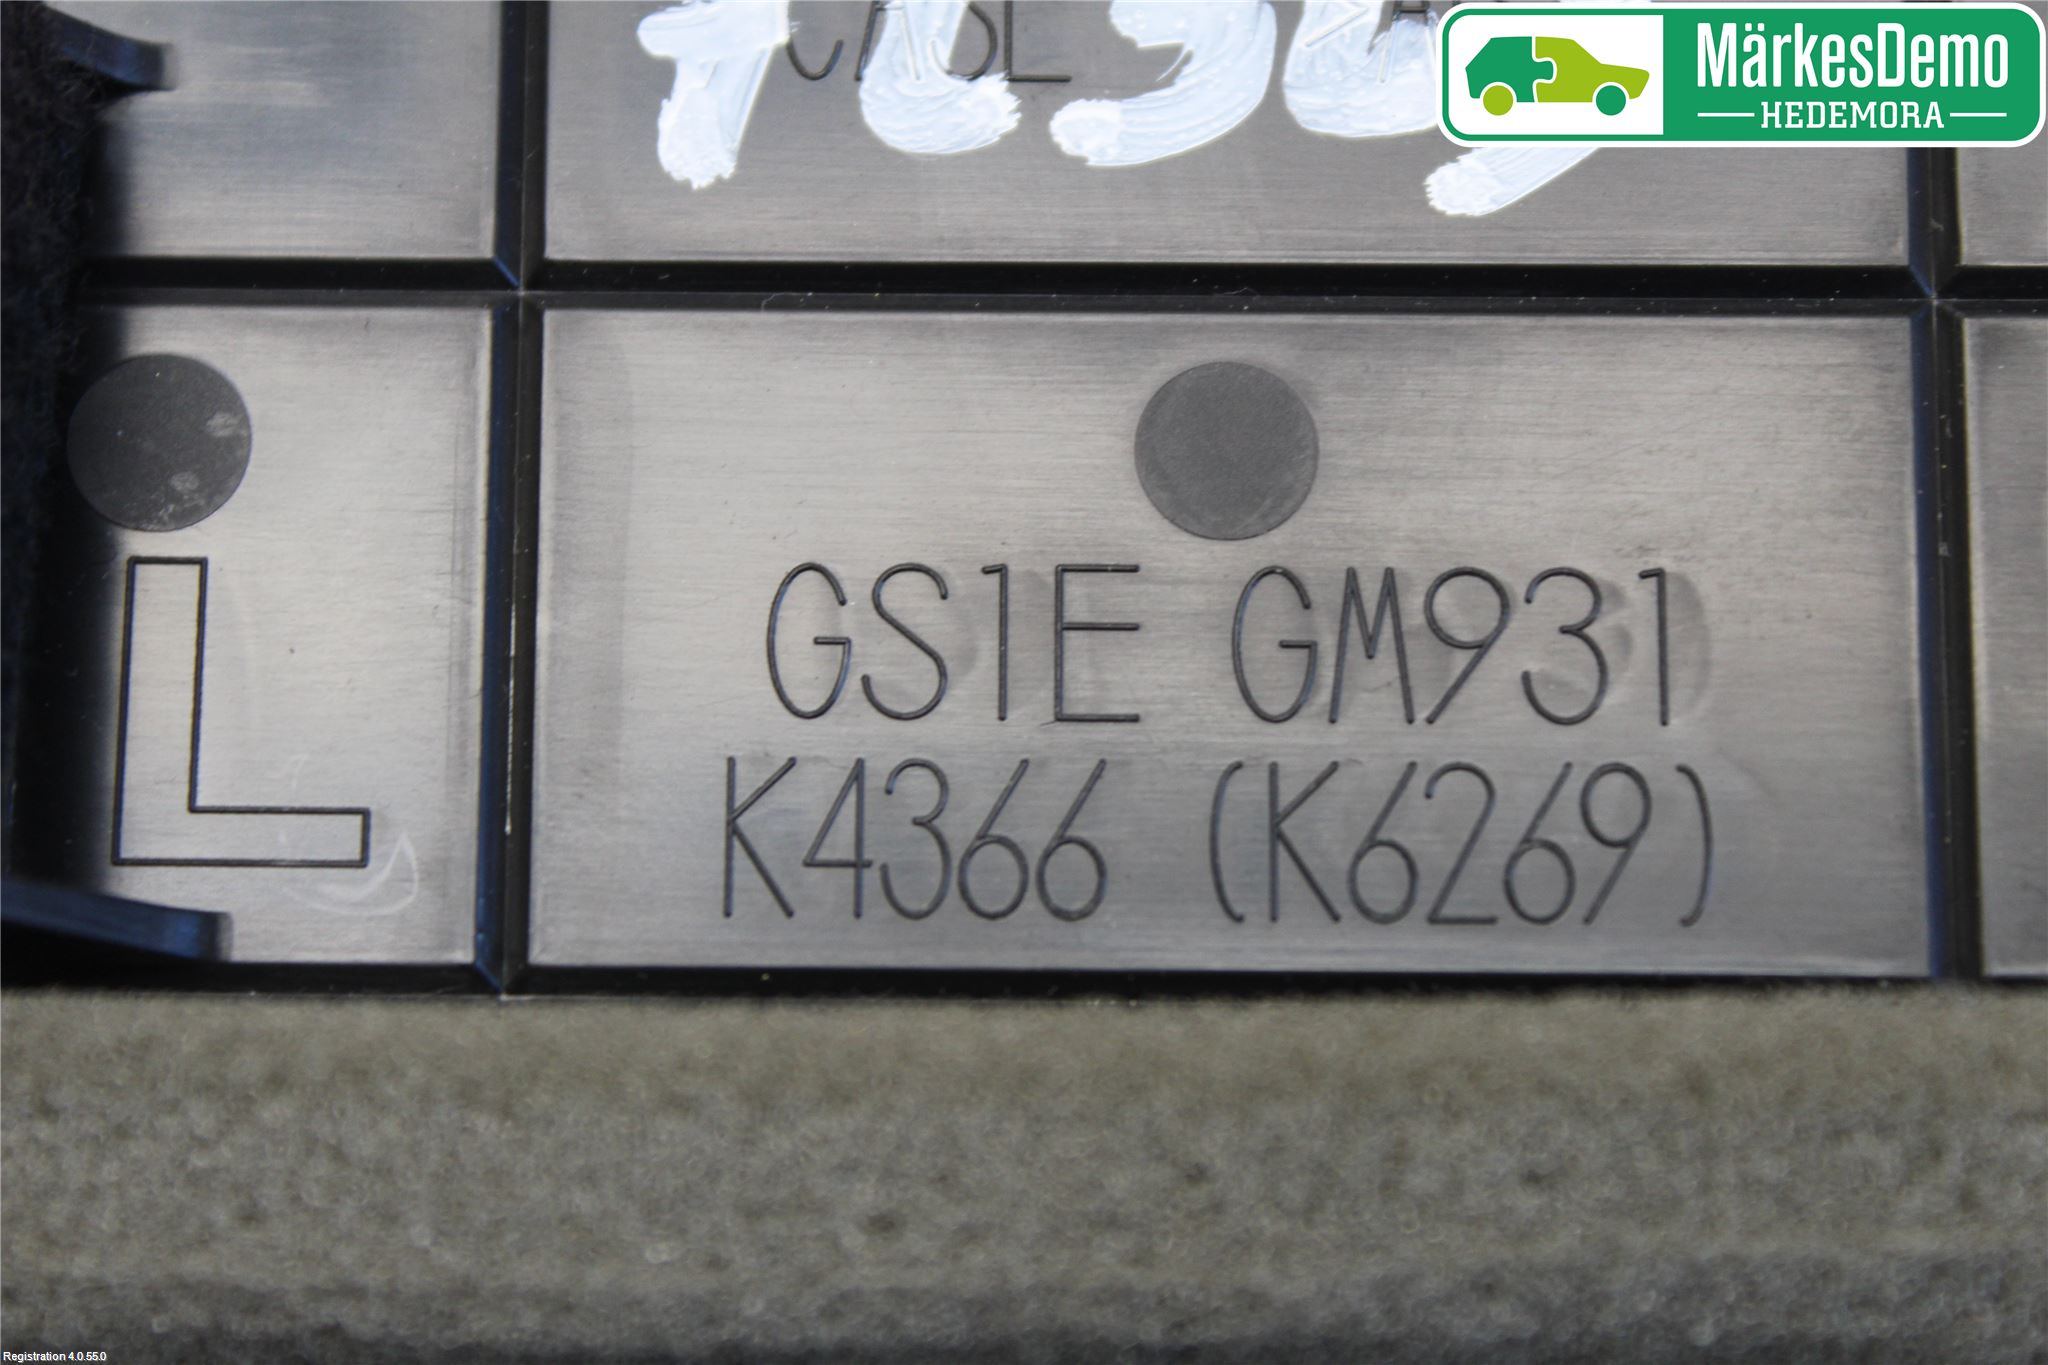 MärkesDemo
HEDEMORA
L
GS1E GM931
K4366 (K6269)
Registration 4.0.55.0